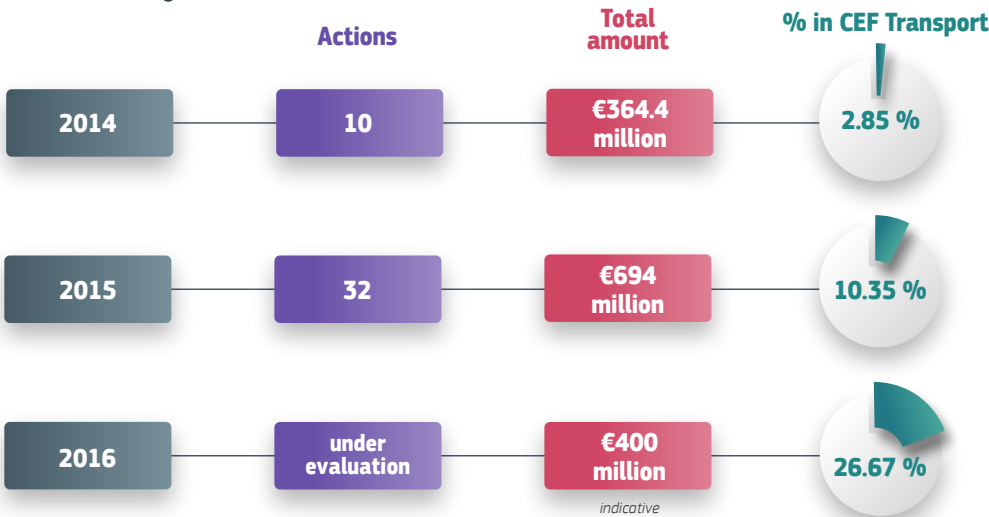 Actions
Total
amount
% in CEF Transport
2014
10
€364.4
million
2.85 %
2015
32
€694
million
10.35 %
2016
under
evaluation
€400
million
26.67 %
indicative